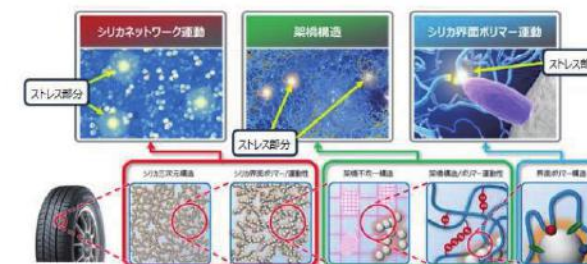 シリカネットワーク運動
架橋構造
シリカ界面ポリマー運動
ストレス部分
ストレス部
ストレス部分
シリカ三次元構造
シリカ界面ポリマー/運動性
架橋不均一構造
架橋構造/ポリマー運動性
界面ポリマー構造